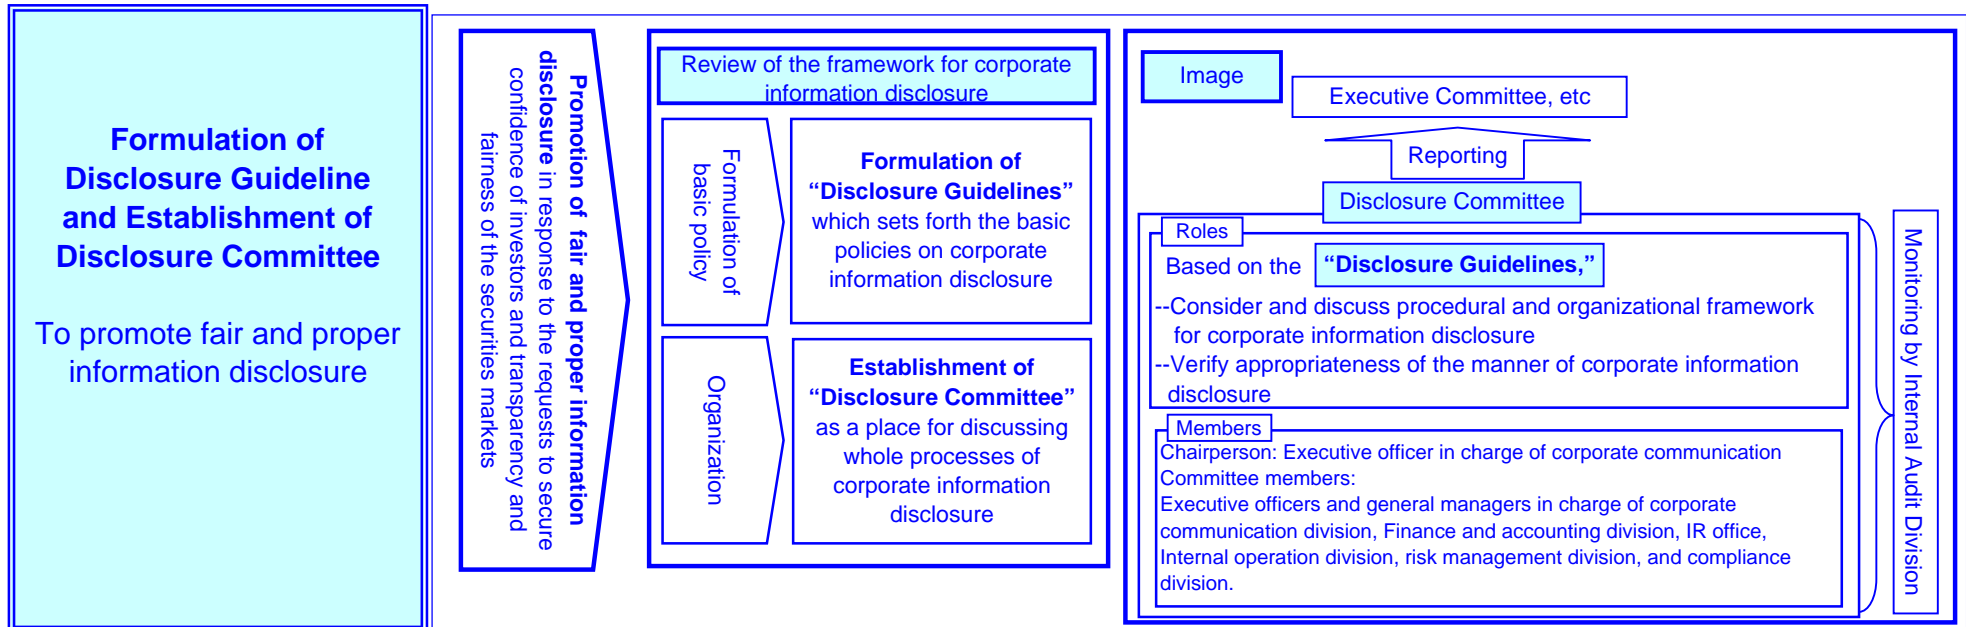 Formulation of
Disclosure Guideline
and Establishment of
Disclosure Committee
To promote fair and proper
information disclosure
Promotion of fair and proper information
disclosure in response to the requests to secure
confidence of investors and transparency and
fairness of the securities markets
Review of the framework for corporate
information disclosure
Formulation of
basic policy
Formulation of
“Disclosure Guidelines”
which sets forth the basic
policies on corporate
information disclosure
Organization
Establishment of
“Disclosure Committee”
as a place for discussing
whole processes of
corporate information
disclosure
Image
Executive Committee, etc
Reporting
Disclosure Committee
Roles
Based on the “Disclosure Guidelines,”
--Consider and discuss procedural and organizational framework
for corporate information disclosure
--Verify appropriateness of the manner of corporate information
disclosure
Members
Chairperson: Executive officer in charge of corporate communication
Committee members:
Executive officers and general managers in charge of corporate
communication division, Finance and accounting division, IR office,
Internal operation division, risk management division, and compliance
division.
Monitoring by Internal Audit Division